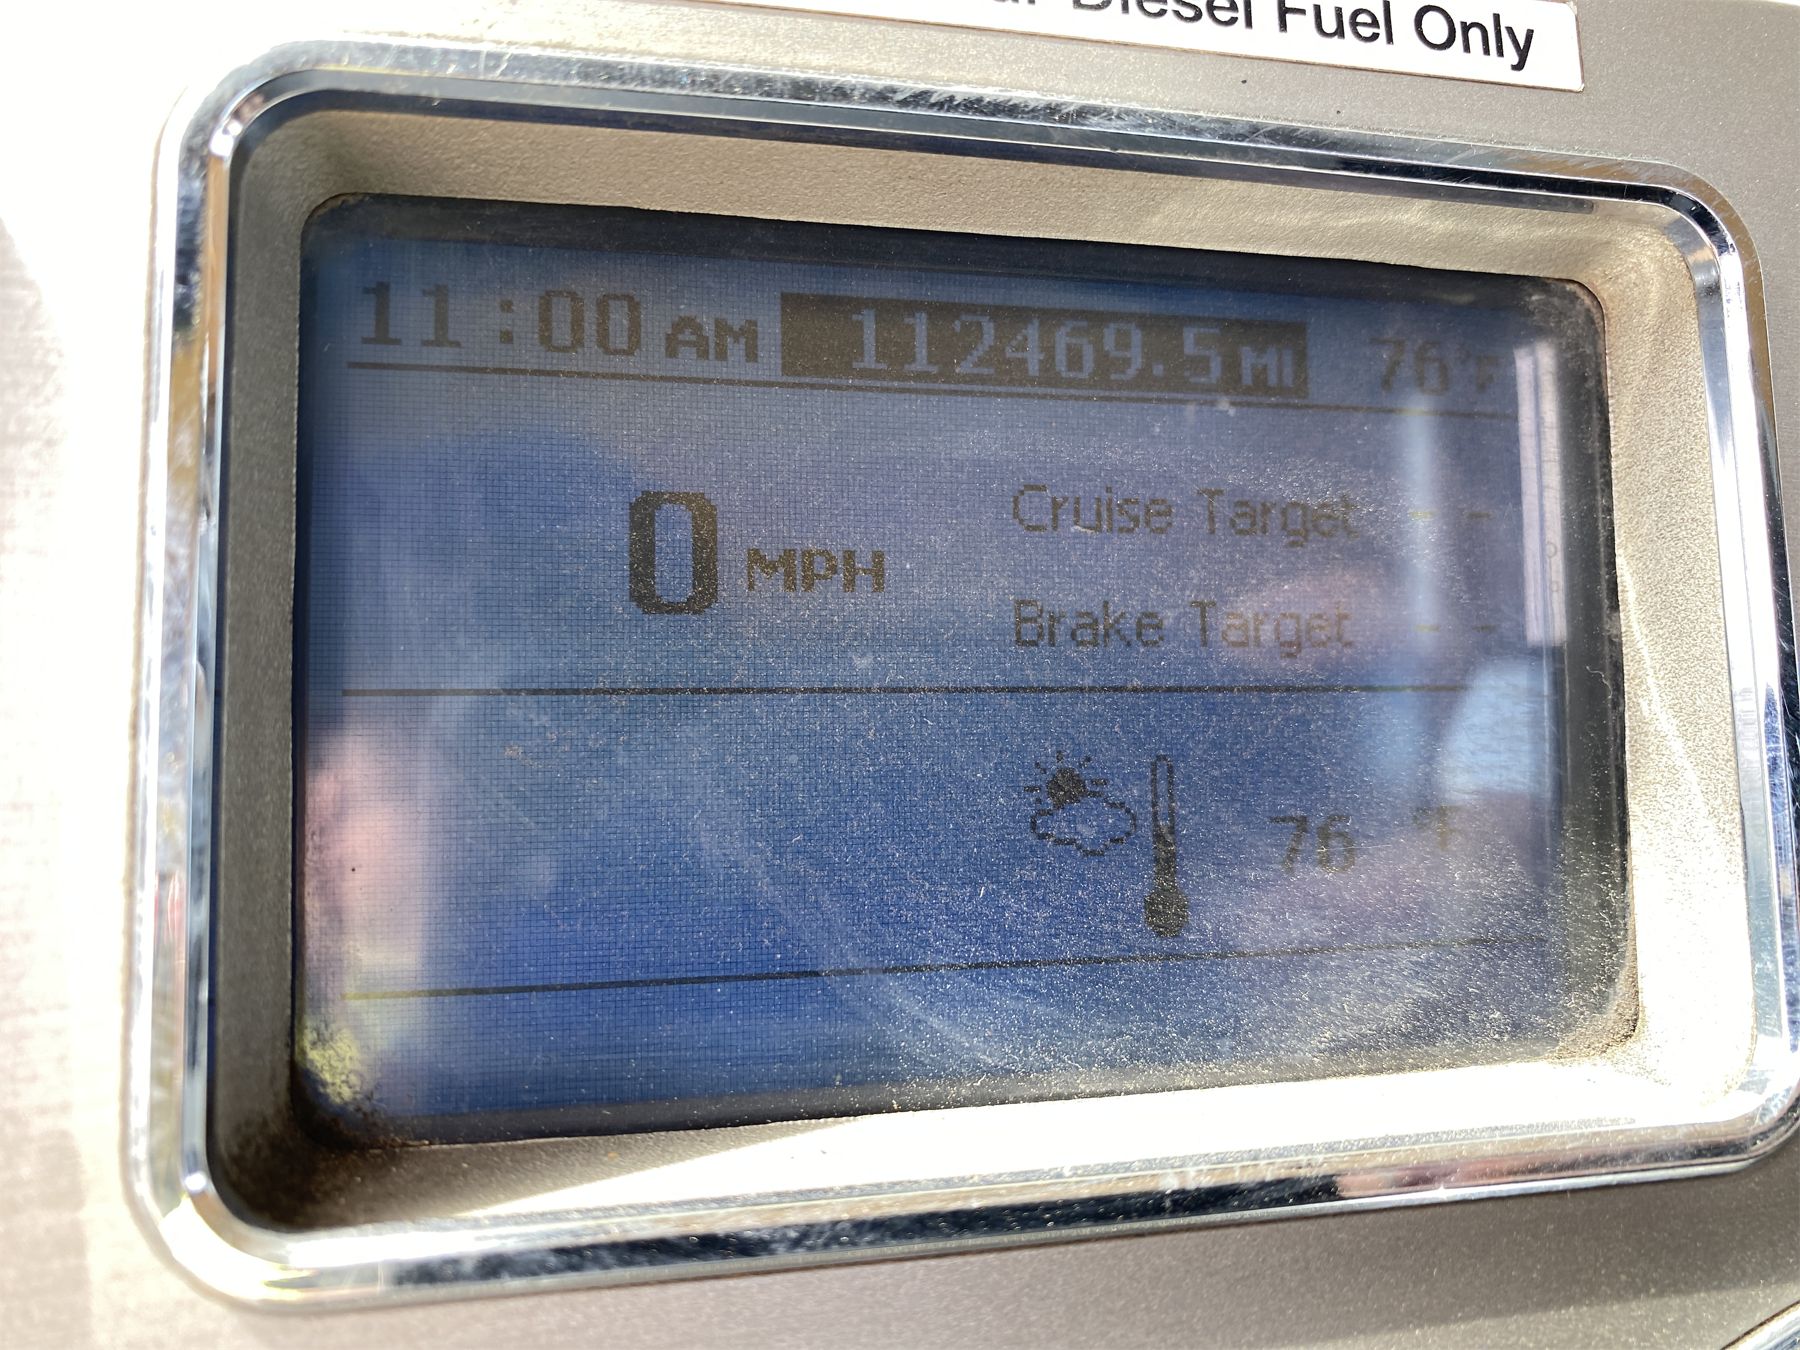 Diesel Fuel Only
11:00 AM 112469.5 MI 76°F
0 MPH
Cruise Target --
Brake Target --
76 °F